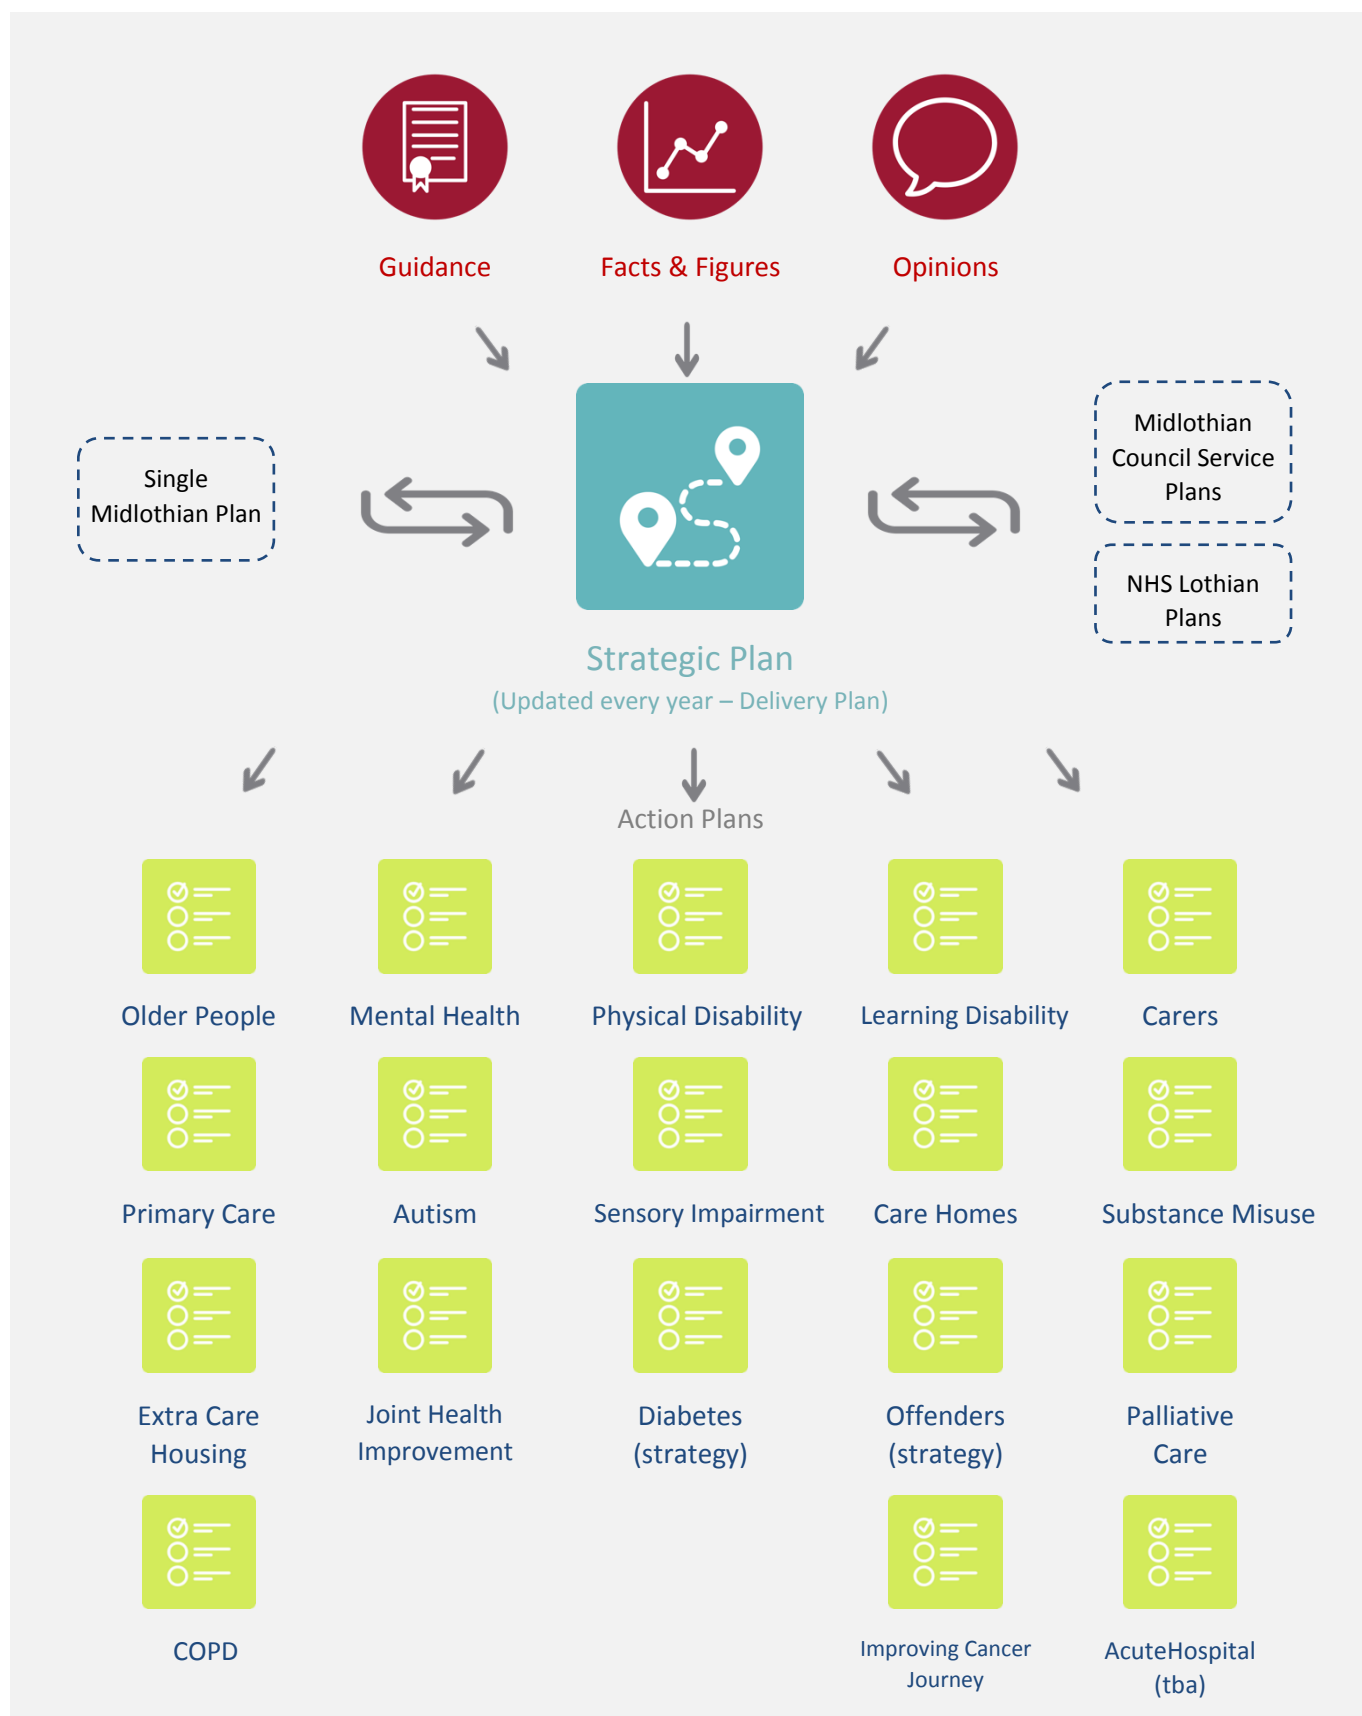 Guidance
Facts & Figures
Opinions
Single
Midlothian Plan
Midlothian
Council Service
Plans
NHS Lothian
Plans
Strategic Plan
(Updated every year – Delivery Plan)
Action Plans
Older People
Mental Health
Physical Disability
Learning Disability
Carers
Primary Care
Autism
Sensory Impairment
Care Homes
Substance Misuse
Extra Care
Housing
Joint Health
Improvement
Diabetes
(strategy)
Offenders
(strategy)
Palliative
Care
COPD
Improving Cancer
Journey
AcuteHospital
(tba)